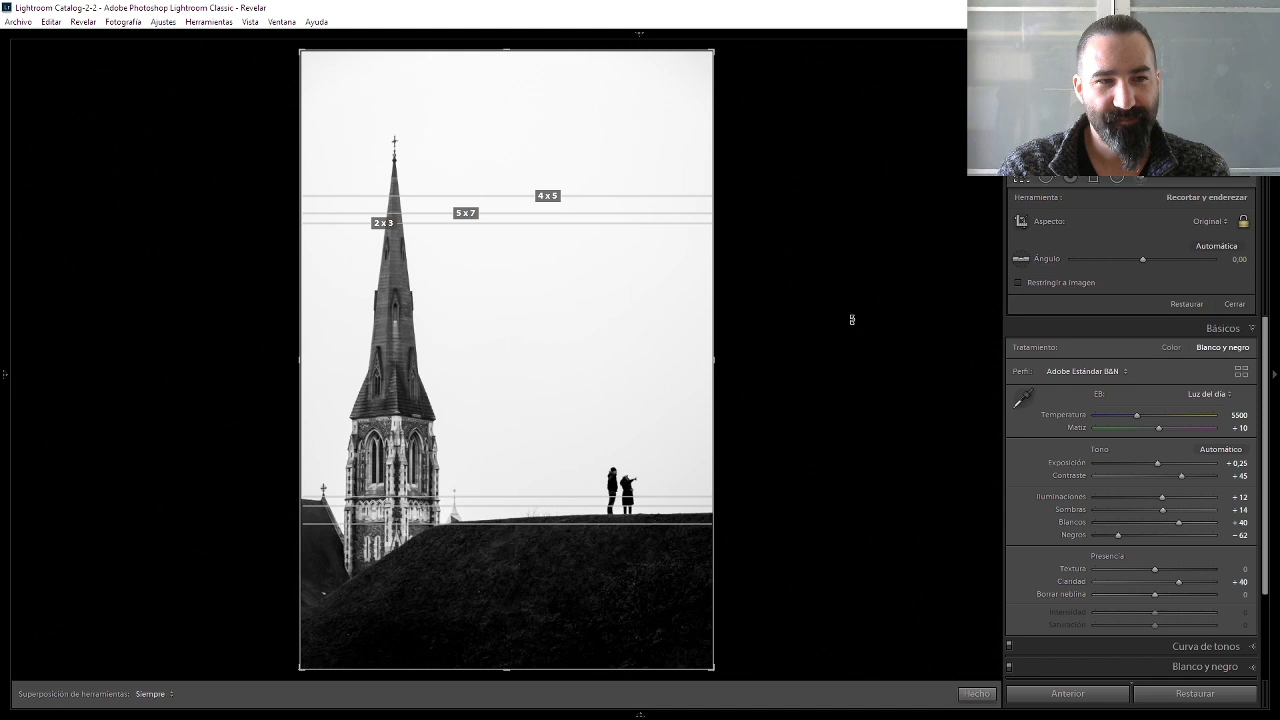 Lightroom Catalog-2-2 - Adobe Photoshop Lightroom Classic - Revelar
Archivo Editar Revelar Fotografía Ajustes Herramientas Vista Ventana Ayuda
4 x 5
5 x 7
2 x 3
Herramienta : Recortar y enderezar
Aspecto: Original
Automática
Ángulo 0,00
Restringir a imagen
Restaurar Cerrar
Básicos
Tratamiento: Color Blanco y negro
Perfil: Adobe Estándar B&N
EB: Luz del día
Temperatura 5500
Matiz + 10
Tono Automático
Exposición + 0,25
Contraste + 45
Iluminaciones + 12
Sombras + 14
Blancos + 40
Negros - 62
Presencia
Textura 0
Claridad + 40
Borrar neblina 0
Intensidad 0
Saturación 0
Curva de tonos
Blanco y negro
Superposición de herramientas: Siempre Hecho
Anterior Restaurar